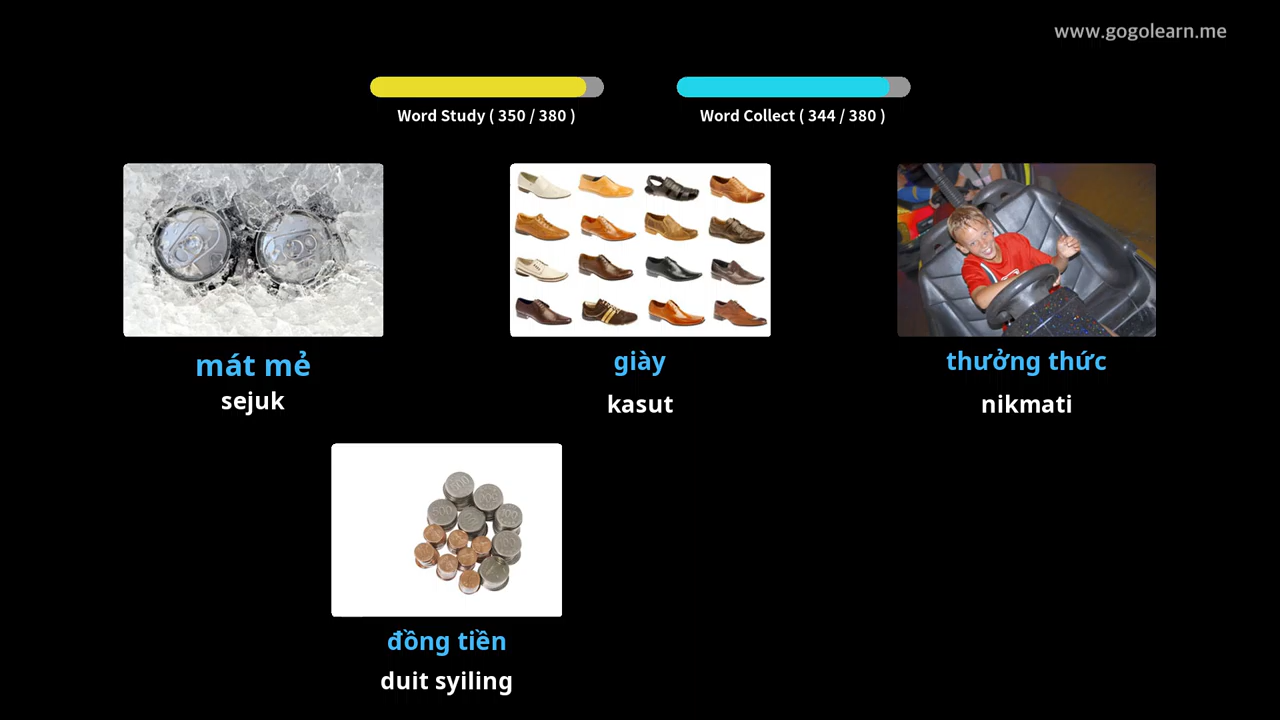 www.gogolearn.me
Word Study ( 350 / 380 )
Word Collect ( 344 / 380 )
mát mẻ
sejuk
giày
kasut
thưởng thức
nikmati
đồng tiền
duit syiling